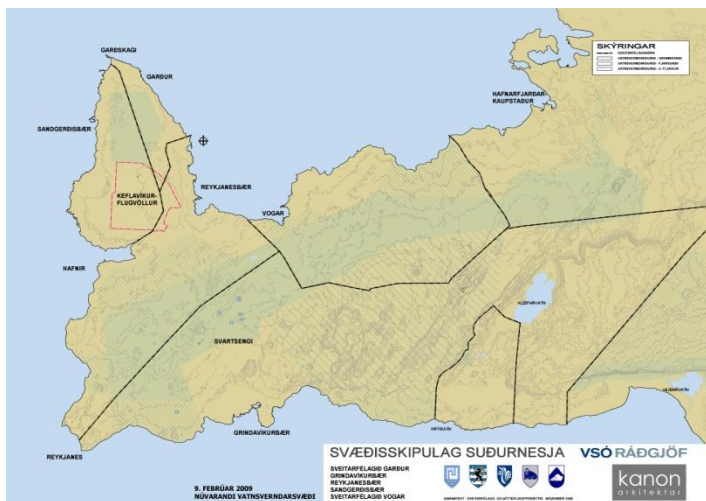 GARÐSKAGI
GARÐUR
SANDGERÐISBÆR
KEFLAVÍKUR-
FLUGVÖLLUR
REYKJANESBÆR
HAFNARFJARÐAR-
KAUPSTAÐUR
VOGAR
HAFNIR
KLEIFARVATN
SVARTSENGI
GRINDAVÍKURBÆR
REYKJANES
SKÝRINGAR
9. FEBRÚAR 2009
NÚVARANDI VATNSVERNDARSVÆÐI
SVÆÐISSKIPULAG SUÐURNESJA
SVEITARFÉLAGIÐ GARÐUR
GRINDAVÍKURBÆR
REYKJANESBÆR
SANDGERÐISBÆR
SVEITARFÉLAGIÐ VOGAR
VSÓ RÁÐGJÖF
kanon
arkitektar